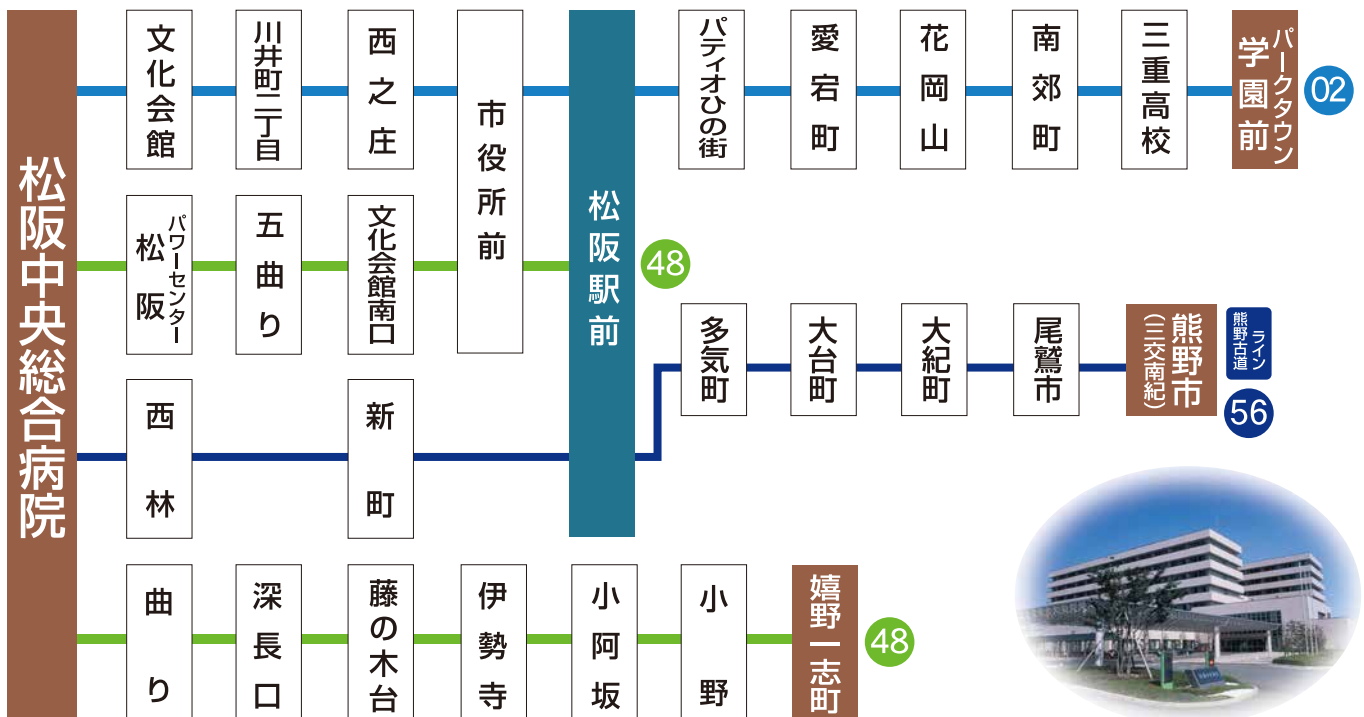 松阪中央総合病院
文化会館
川井町二丁目
西之庄
市役所前
松阪駅前
パティオひの街
愛宕町
花岡山
南郊町
三重高校
パークタウン
学園前
02
パワーセンター
松阪
五曲り
文化会館南口
48
西林
新町
多気町
大台町
大紀町
尾鷲市
熊野市
(三交南紀)
熊野古道
ライン
56
曲り
深長口
藤の木台
伊勢寺
小阿坂
小野
嬉野一志町
48